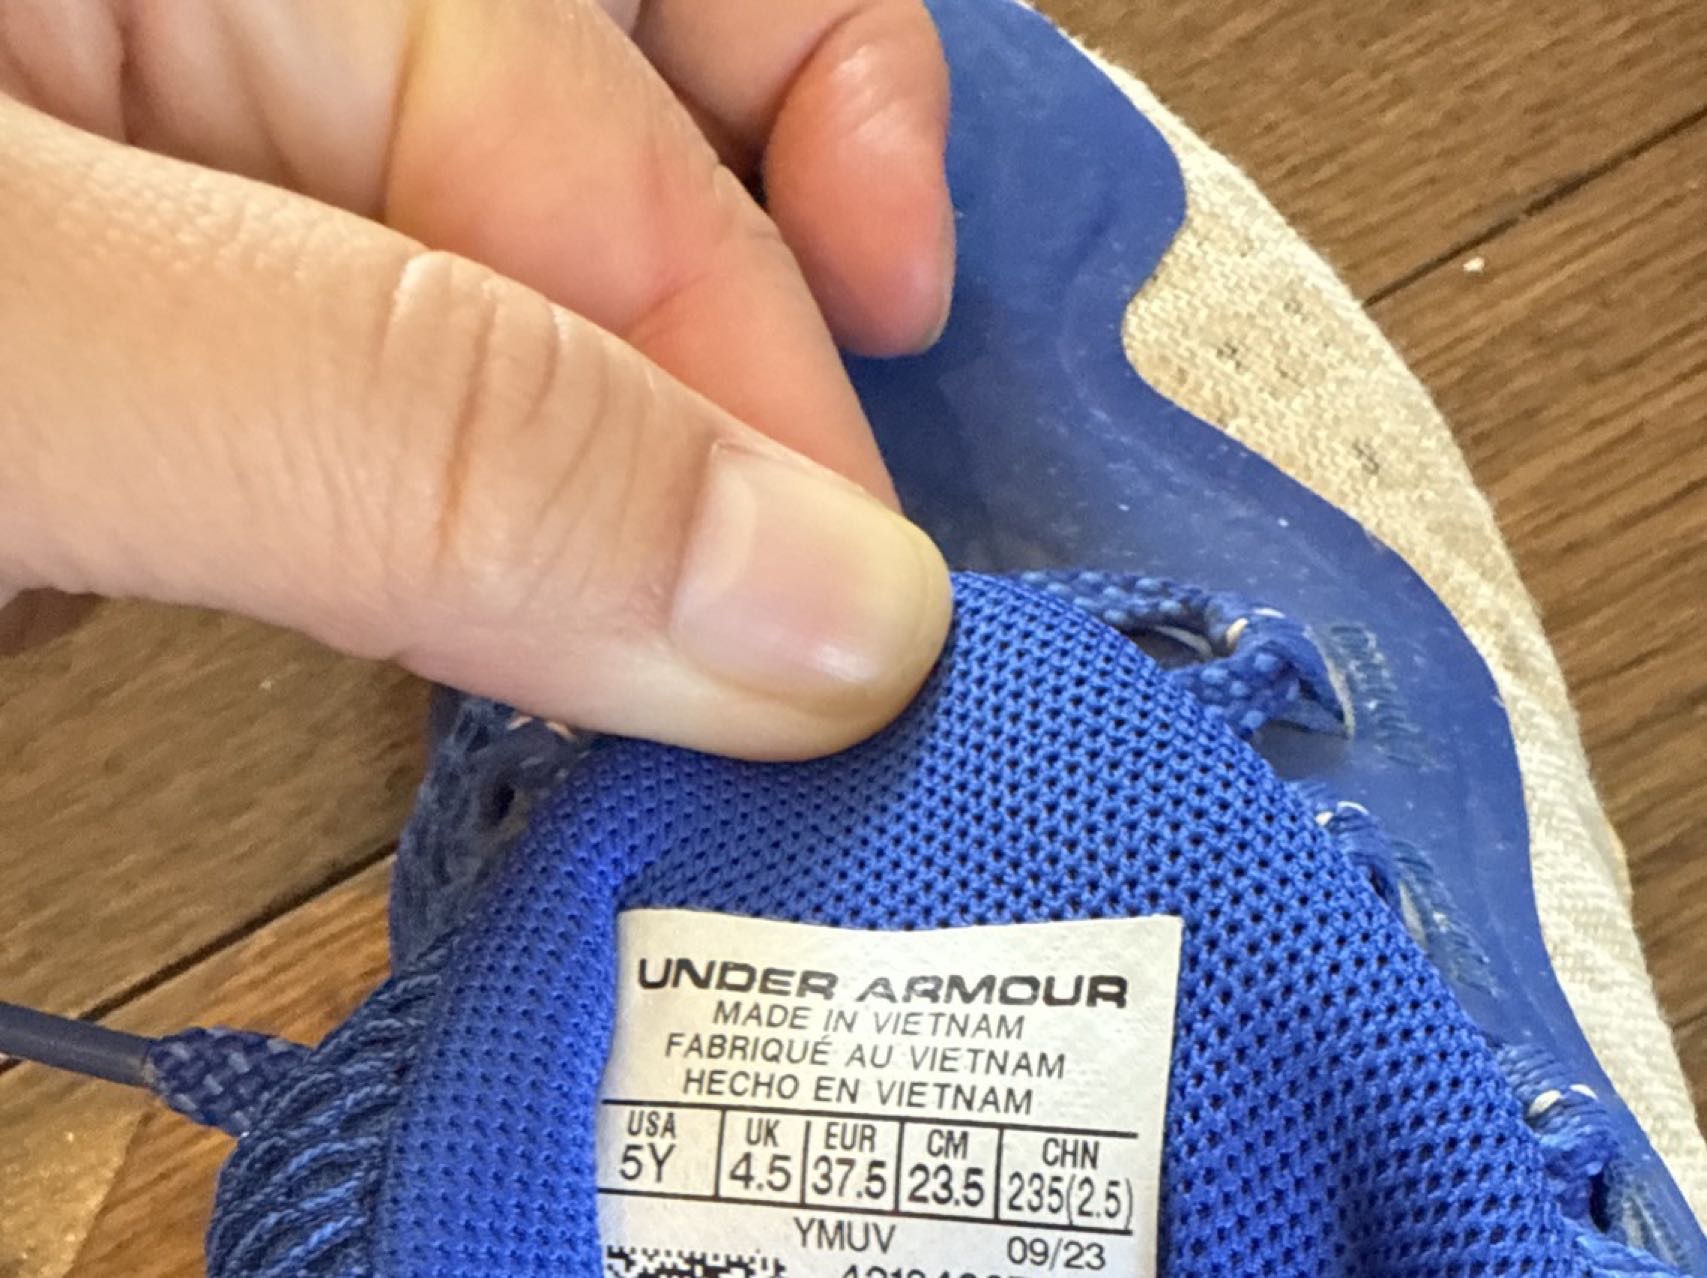 UNDER ARMOUR
MADE IN VIETNAM
FABRIQUÉ AU VIETNAM
HECHO EN VIETNAM
USA UK EUR CM CHN
5Y 4.5 37.5 23.5 235(2.5)
YMUV 09/23